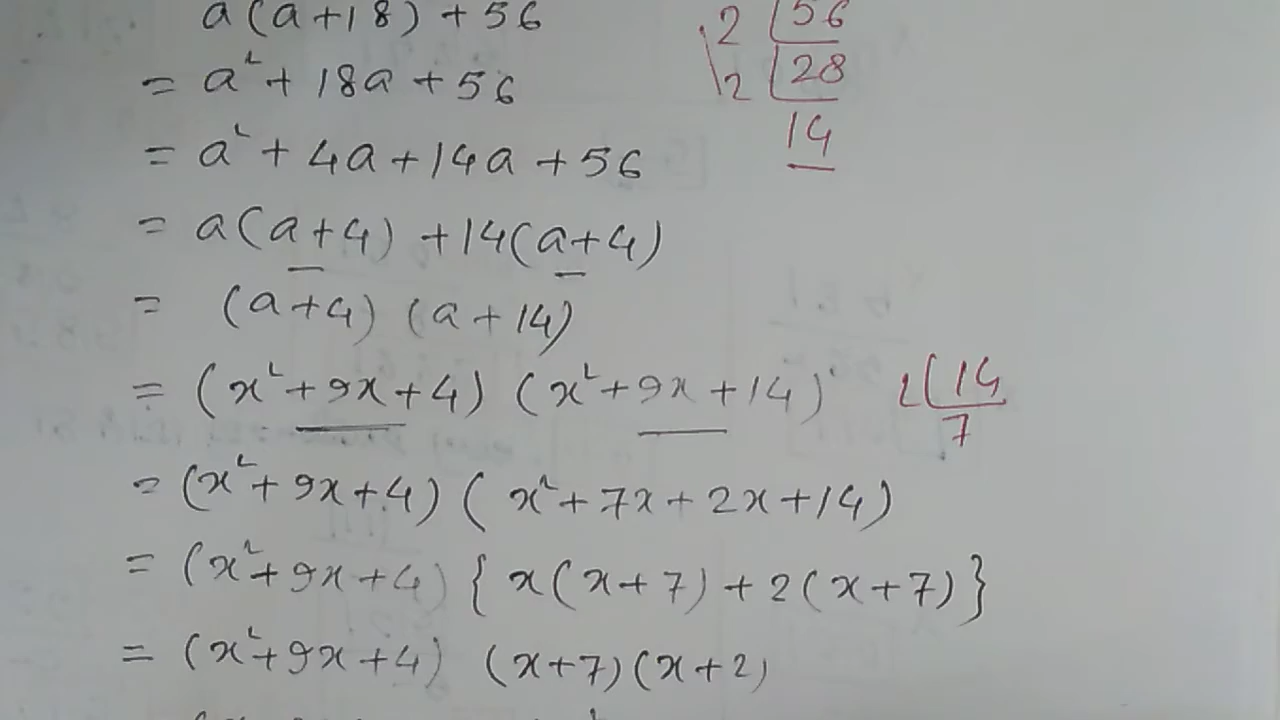 a(a+18)+56
2 | 56
= a²+18a+56
2 | 28
14
= a²+4a+14a+56
= a(a+4)+14(a+4)
= (a+4)(a+14)
= (x²+9x+4)(x²+9x+14)
2 | 14
7
= (x²+9x+4)(x²+7x+2x+14)
= (x²+9x+4){x(x+7)+2(x+7)}
= (x²+9x+4)(x+7)(x+2)